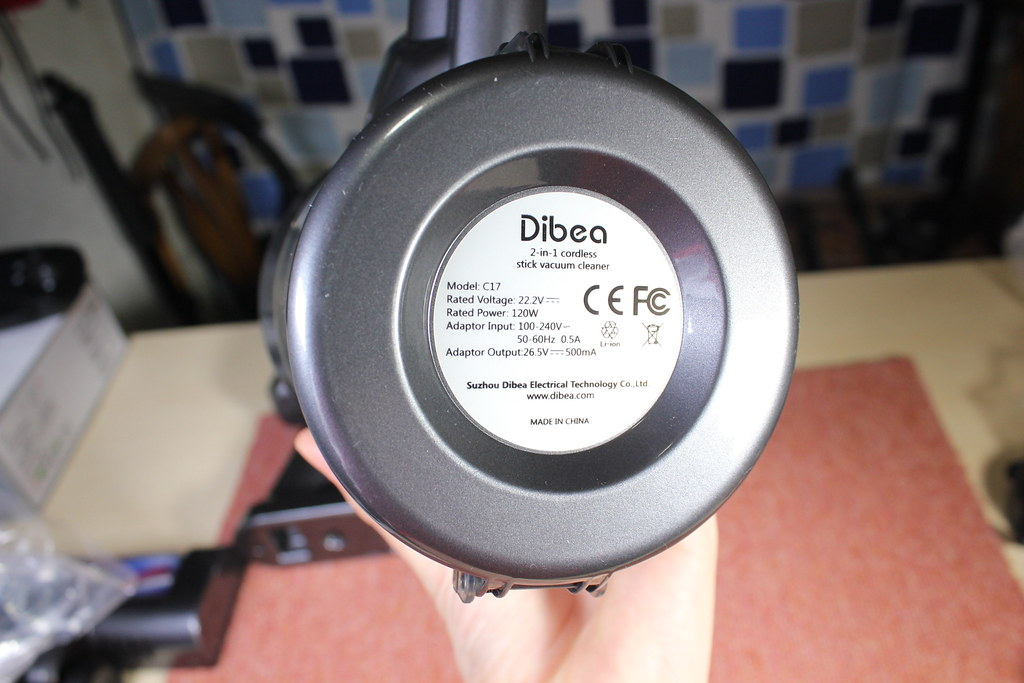 Dibea
2-in-1 cordless
stick vacuum cleaner
Model: C17
Rated Voltage: 22.2V⎓
Rated Power: 120W
Adaptor Input: 100-240V~
50-60Hz 0.5A
Adaptor Output:26.5V⎓500mA
CE FC
Li-ion
Suzhou Dibea Electrical Technology Co.,Ltd
www.dibea.com
MADE IN CHINA